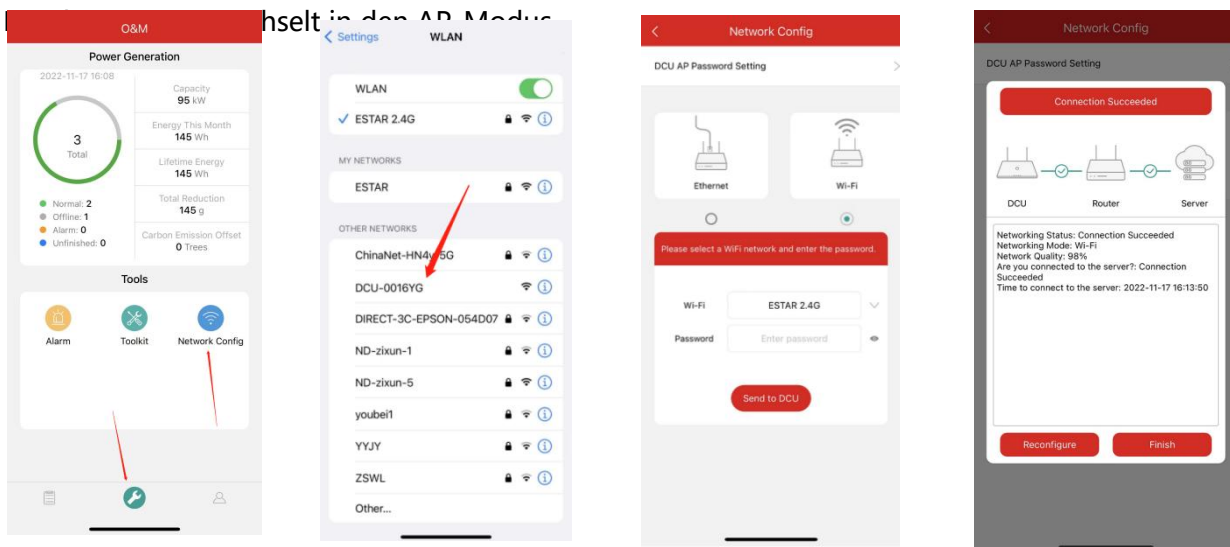 hselt in den AP-Modus
O&M
Power Generation
2022-11-17 16:08
3
Total
Normal: 2
Offline: 1
Alarm: 0
Unfinished: 0
Capacity
95 kW
Energy This Month
145 Wh
Lifetime Energy
145 Wh
Total Reduction
145 g
Carbon Emission Offset
0 Trees
Tools
Alarm
Toolkit
Network Config
Settings WLAN
WLAN
ESTAR 2.4G
MY NETWORKS
ESTAR
OTHER NETWORKS
ChinaNet-HN4 5G
DCU-0016YG
DIRECT-3C-EPSON-054D07
ND-zixun-1
ND-zixun-5
youbei1
YYJY
ZSWL
Other...
Network Config
DCU AP Password Setting
Ethernet
Wi-Fi
Please select a WiFi network and enter the password.
Wi-Fi ESTAR 2.4G
Password Enter password
Send to DCU
Network Config
DCU AP Password Setting
Connection Succeeded
DCU Router Server
Networking Status: Connection Succeeded
Networking Mode: Wi-Fi
Network Quality: 98%
Are you connected to the server?: Connection
Succeeded
Time to connect to the server: 2022-11-17 16:13:50
Reconfigure Finish